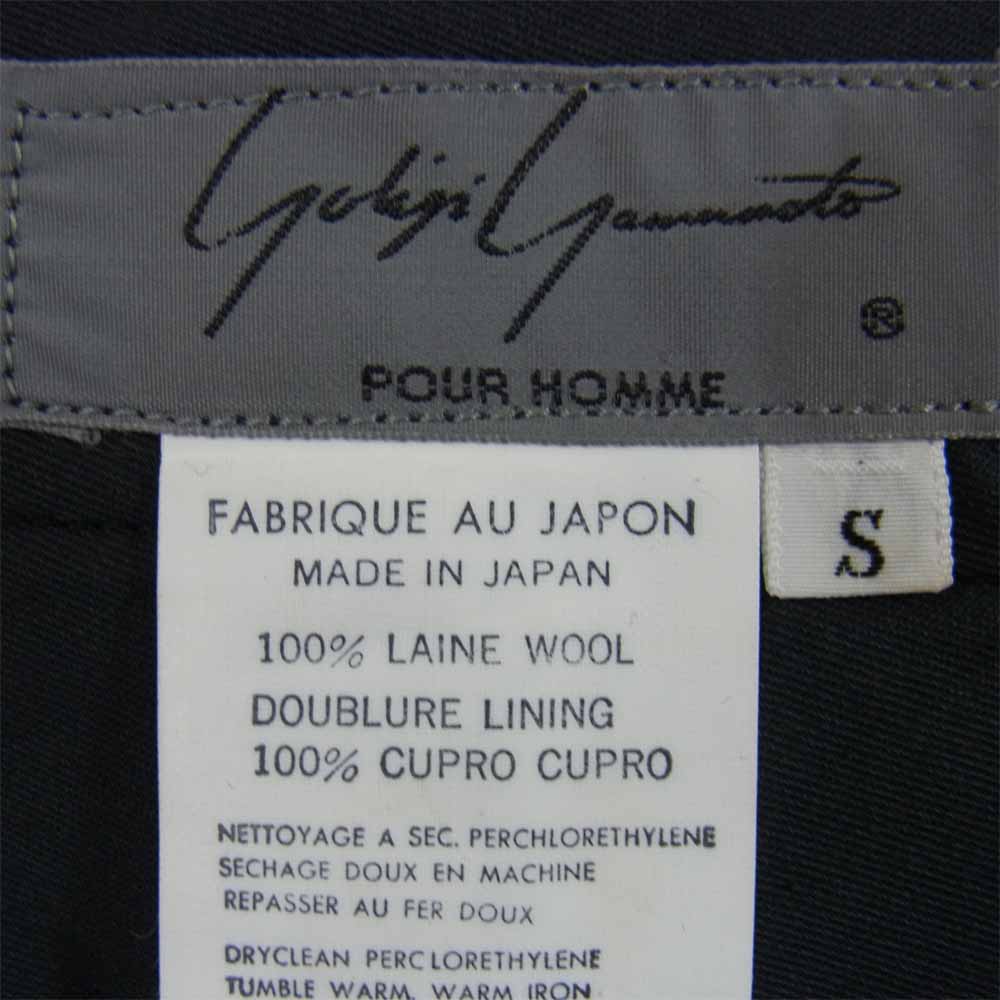 Yohji Yamamoto
®
POUR HOMME
FABRIQUE AU JAPON
MADE IN JAPAN
S
100% LAINE WOOL
DOUBLURE LINING
100% CUPRO CUPRO
NETTOYAGE A SEC. PERCHLORETHYLENE
SECHAGE DOUX EN MACHINE
REPASSER AU FER DOUX
DRYCLEAN PERCLORETHYLENE
TUMBLE WARM, WARM IRON